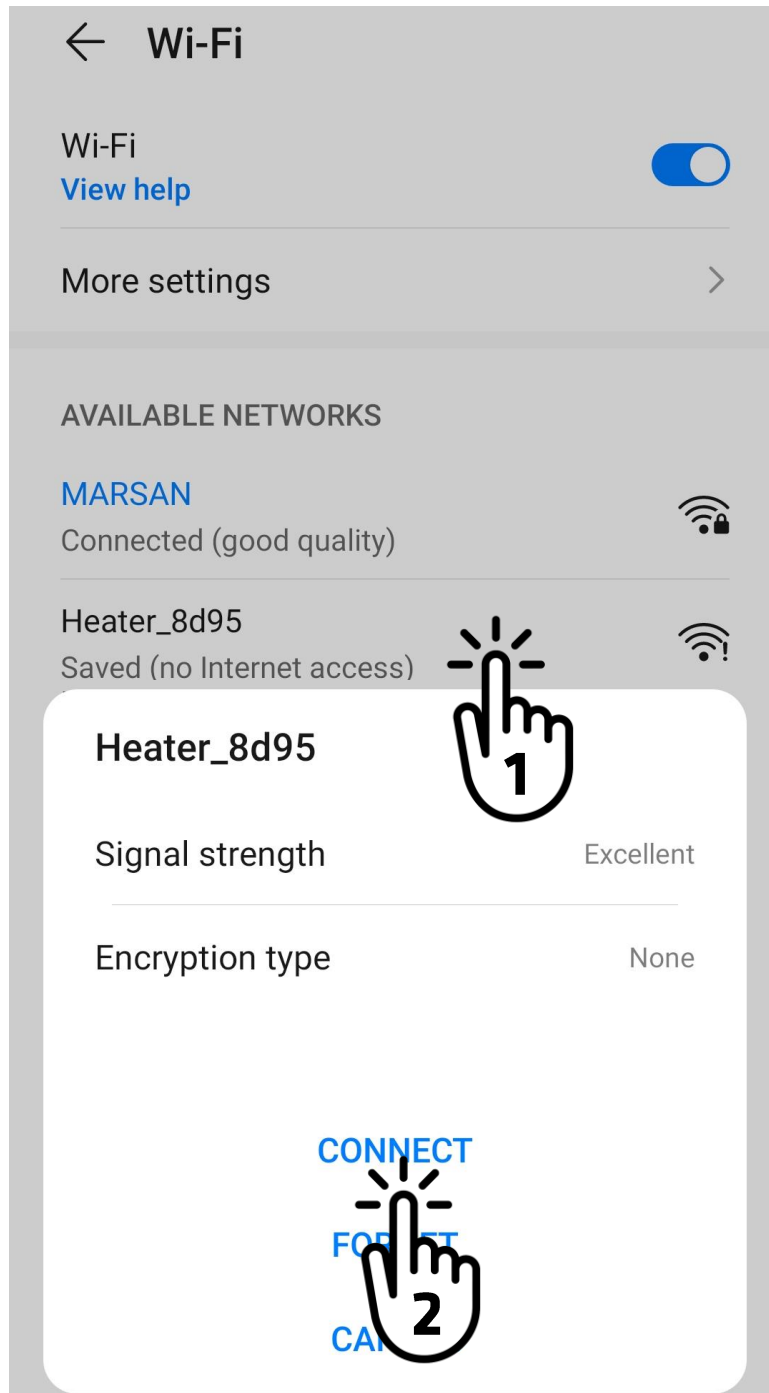 Wi-Fi
Wi-Fi
View help
More settings
AVAILABLE NETWORKS
MARSAN
Connected (good quality)
Heater_8d95
Saved (no Internet access)
Heater_8d95
1
Signal strength Excellent
Encryption type None
CONNECT
2